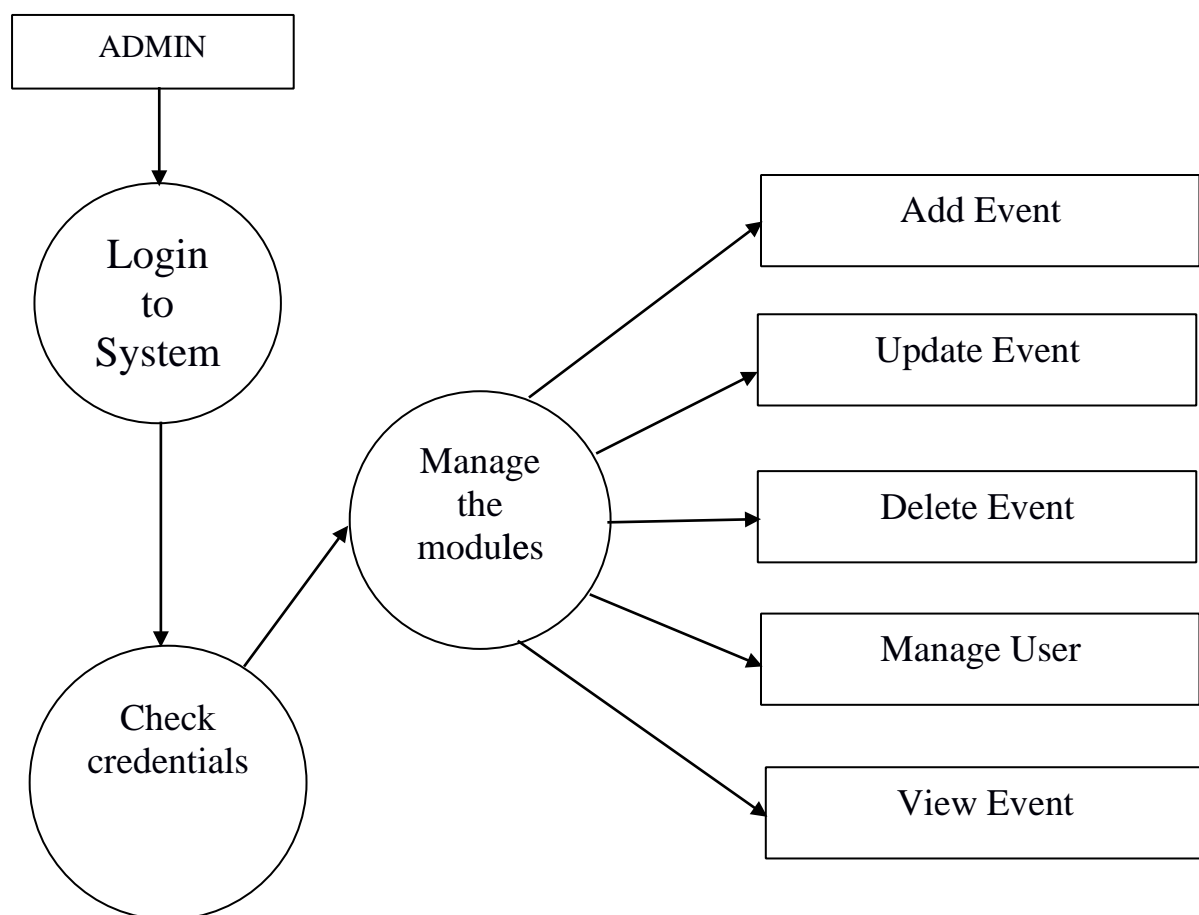 ADMIN
Login
to
System
Check
credentials
Manage
the
modules
Add Event
Update Event
Delete Event
Manage User
View Event